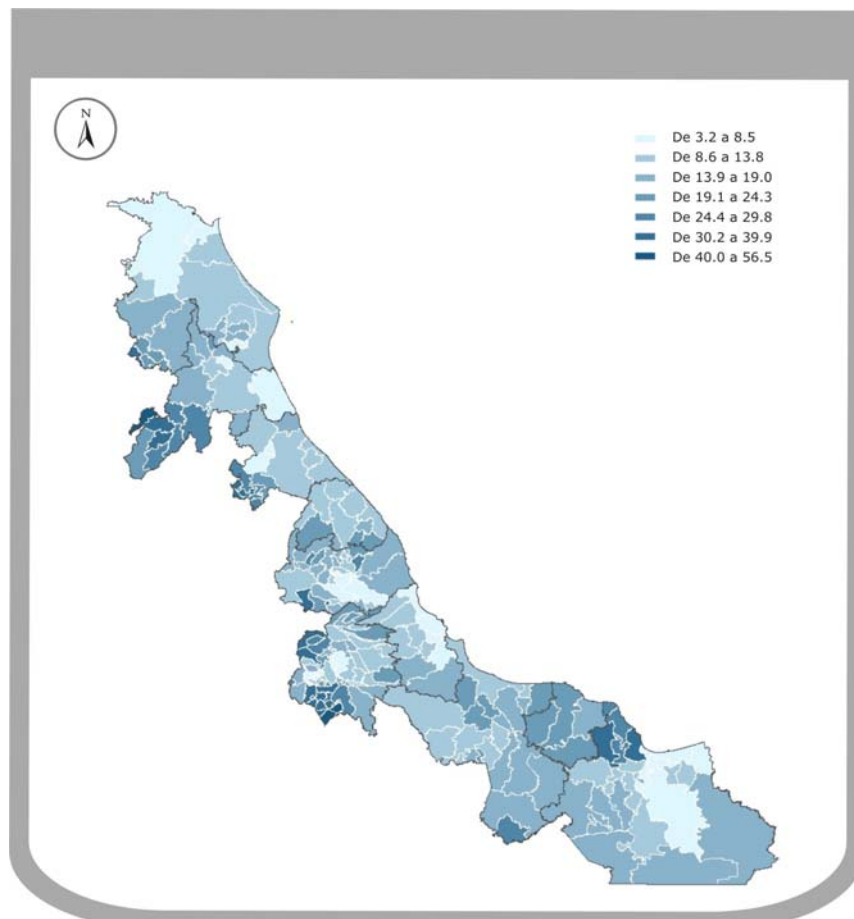 N
De 3.2 a 8.5
De 8.6 a 13.8
De 13.9 a 19.0
De 19.1 a 24.3
De 24.4 a 29.8
De 30.2 a 39.9
De 40.0 a 56.5